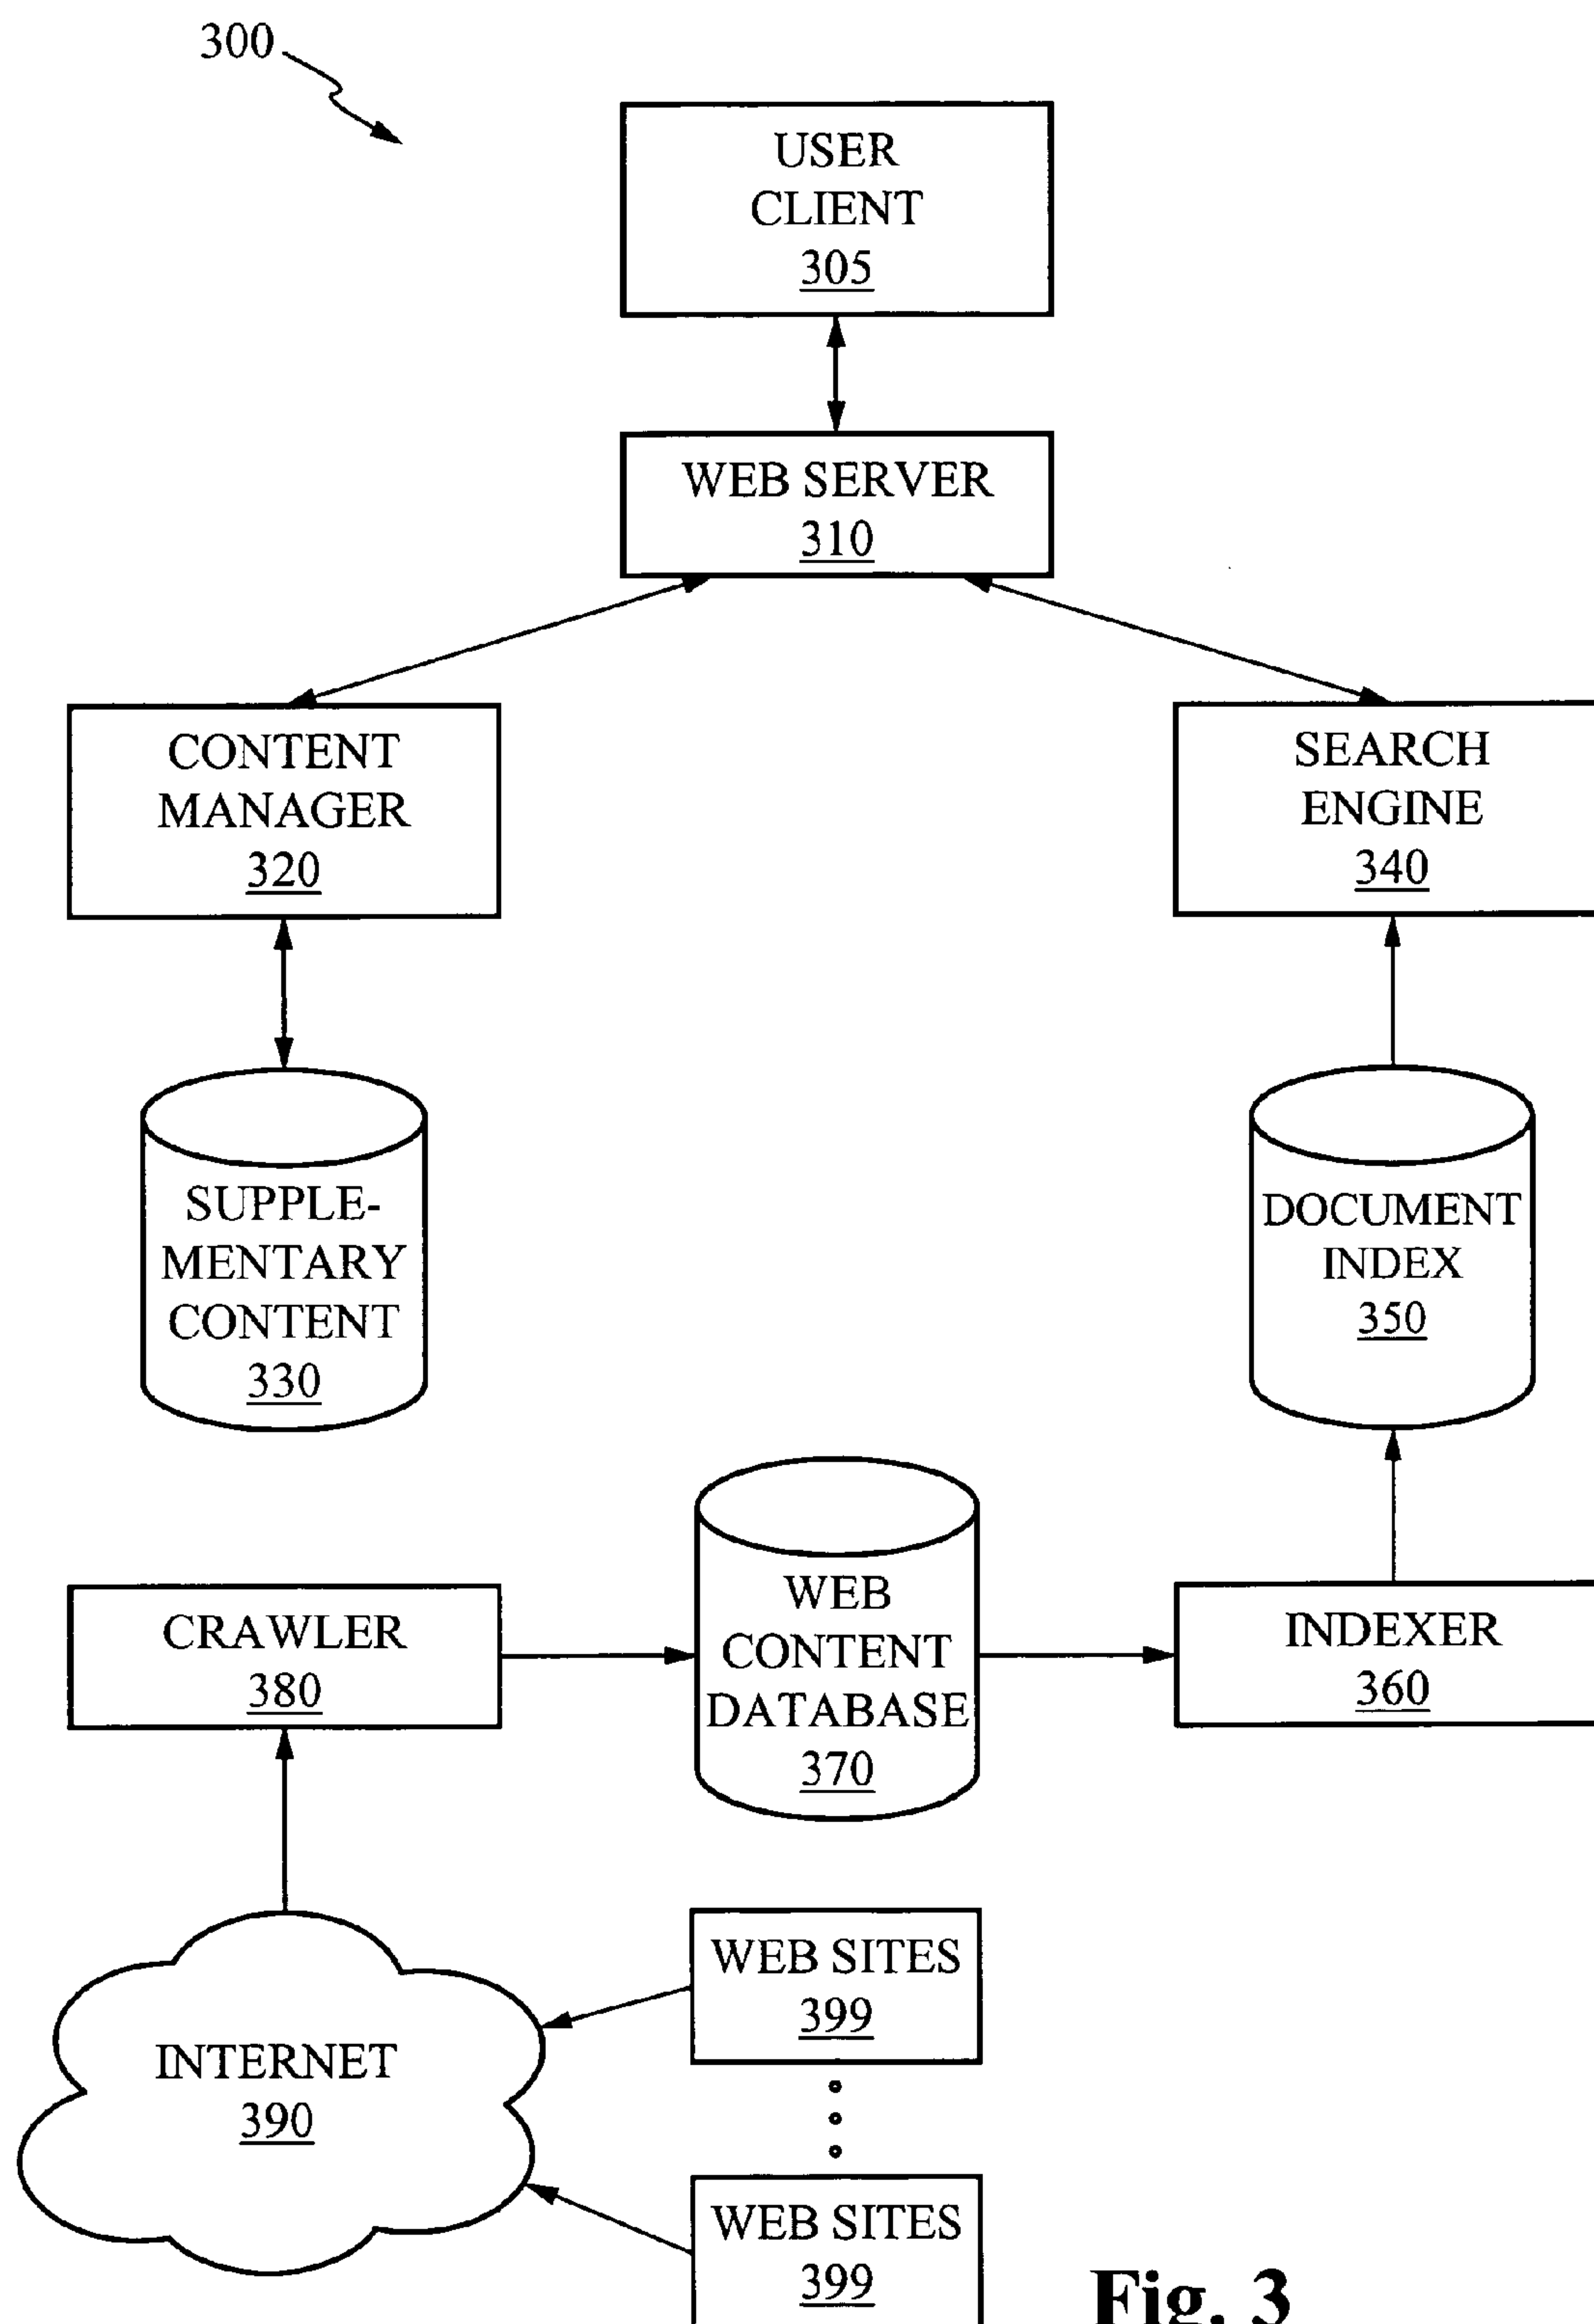 300
USER
CLIENT
305
WEB SERVER
310
CONTENT
MANAGER
320
SEARCH
ENGINE
340
SUPPLE-
MENTARY
CONTENT
330
DOCUMENT
INDEX
350
CRAWLER
380
WEB
CONTENT
DATABASE
370
INDEXER
360
INTERNET
390
WEB SITES
399
WEB SITES
399
Fig. 3